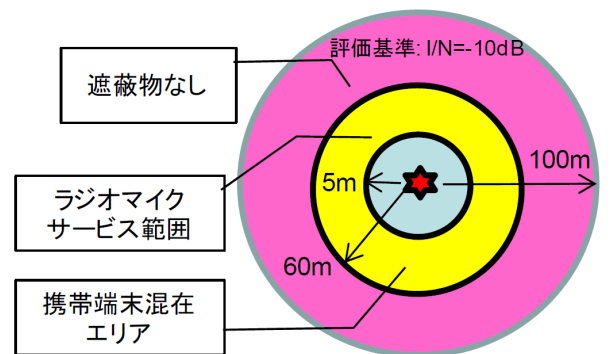 評価基準: I/N=-10dB
遮蔽物なし
100m
5m
ラジオマイク
サービス範囲
60m
携帯端末混在
エリア